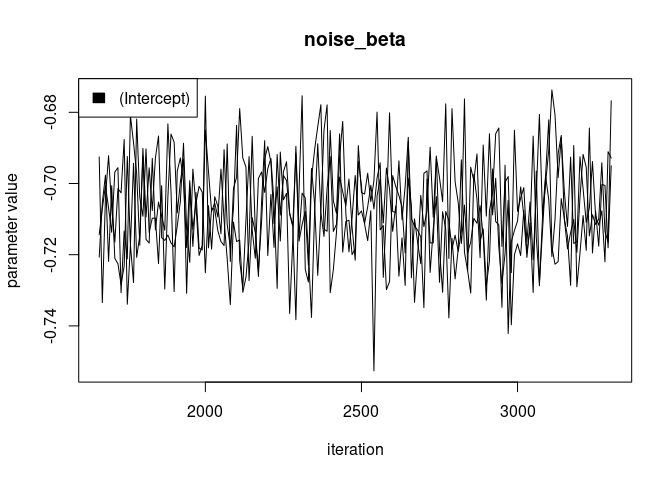 noise_beta
(Intercept)
parameter value
-0.68
-0.70
-0.72
-0.74
2000
2500
3000
iteration